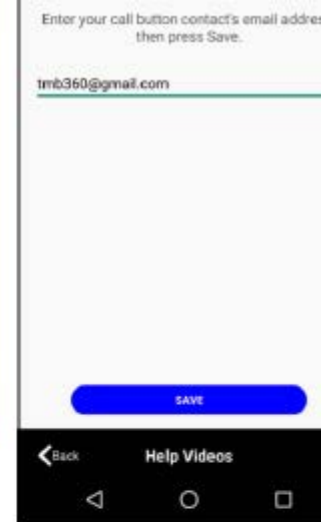 Enter your call button contact's email addres
then press Save.
tmb360@gmail.com
SAVE
Back Help Videos